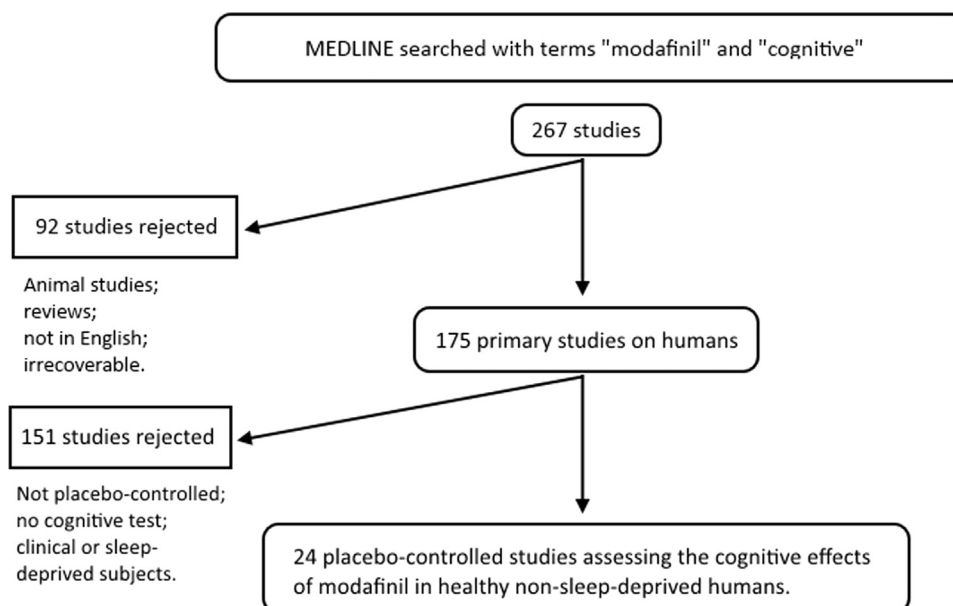 MEDLINE searched with terms "modafinil" and "cognitive"
267 studies
92 studies rejected
Animal studies;
reviews;
not in English;
irrecoverable.
175 primary studies on humans
151 studies rejected
Not placebo-controlled;
no cognitive test;
clinical or sleep-
deprived subjects.
24 placebo-controlled studies assessing the cognitive effects
of modafinil in healthy non-sleep-deprived humans.